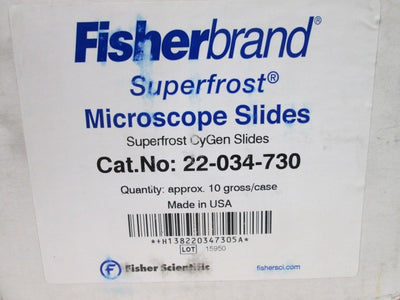 Fisherbrand®
Superfrost®
Microscope Slides
Superfrost CyGen Slides
Cat.No: 22-034-730
Quantity: approx. 10 gross/case
Made in USA
*+H138220347305A*
LOT 15950
Fisher Scientific fishersci.com